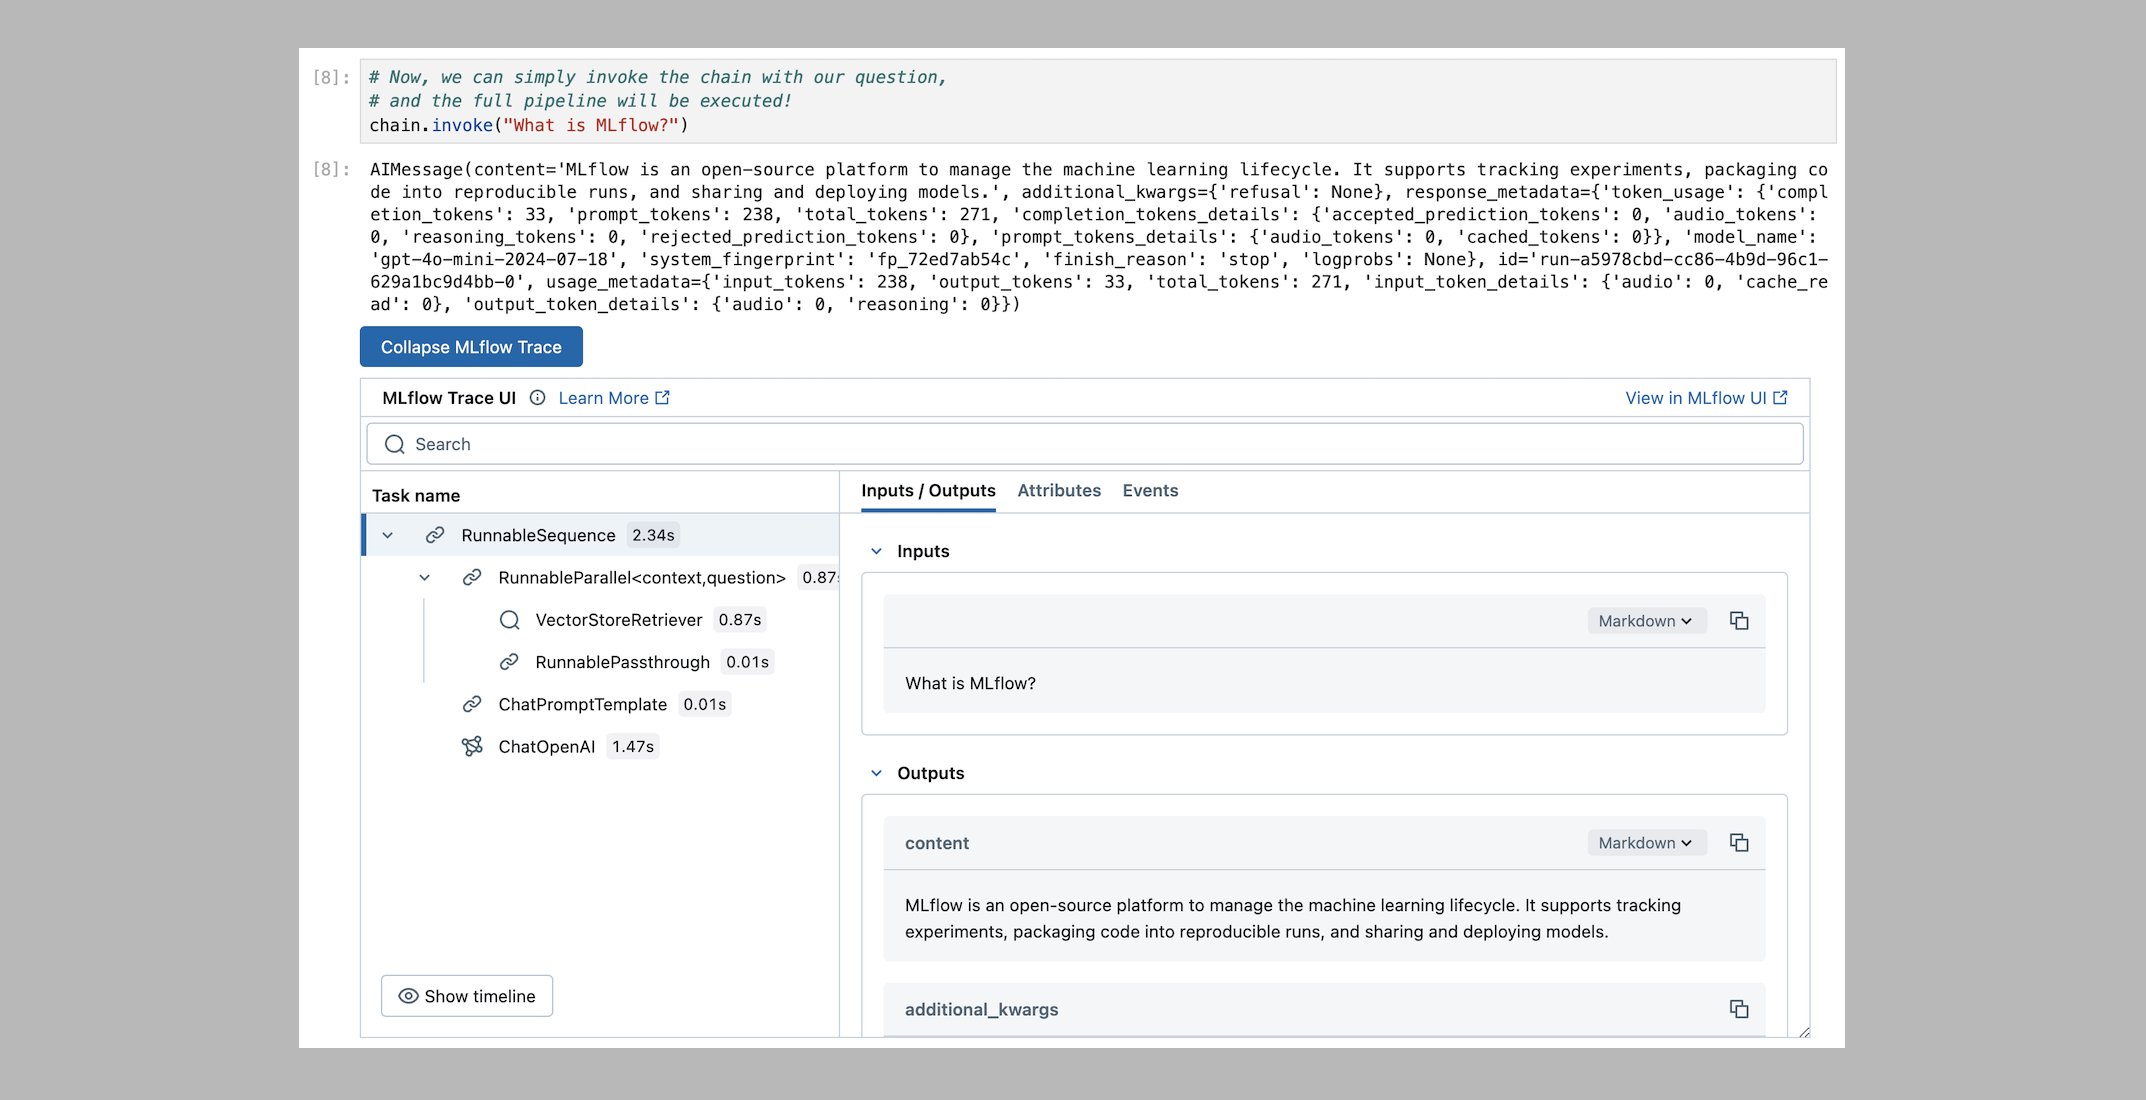 [8]: # Now, we can simply invoke the chain with our question,
# and the full pipeline will be executed!
chain.invoke("What is MLflow?")
[8]: AIMessage(content='MLflow is an open-source platform to manage the machine learning lifecycle. It supports tracking experiments, packaging co
de into reproducible runs, and sharing and deploying models.', additional_kwargs={'refusal': None}, response_metadata={'token_usage': {'compl
etion_tokens': 33, 'prompt_tokens': 238, 'total_tokens': 271, 'completion_tokens_details': {'accepted_prediction_tokens': 0, 'audio_tokens':
0, 'reasoning_tokens': 0, 'rejected_prediction_tokens': 0}, 'prompt_tokens_details': {'audio_tokens': 0, 'cached_tokens': 0}}, 'model_name':
'gpt-4o-mini-2024-07-18', 'system_fingerprint': 'fp_72ed7ab54c', 'finish_reason': 'stop', 'logprobs': None}, id='run-a5978cbd-cc86-4b9d-96c1-
629a1bc9d4bb-0', usage_metadata={'input_tokens': 238, 'output_tokens': 33, 'total_tokens': 271, 'input_token_details': {'audio': 0, 'cache_re
ad': 0}, 'output_token_details': {'audio': 0, 'reasoning': 0}})
Collapse MLflow Trace
MLflow Trace UI Learn More View in MLflow UI
Search
Task name
RunnableSequence 2.34s
RunnableParallel<context,question> 0.87s
VectorStoreRetriever 0.87s
RunnablePassthrough 0.01s
ChatPromptTemplate 0.01s
ChatOpenAI 1.47s
Show timeline
Inputs / Outputs Attributes Events
Inputs
Markdown
What is MLflow?
Outputs
content Markdown
MLflow is an open-source platform to manage the machine learning lifecycle. It supports tracking
experiments, packaging code into reproducible runs, and sharing and deploying models.
additional_kwargs